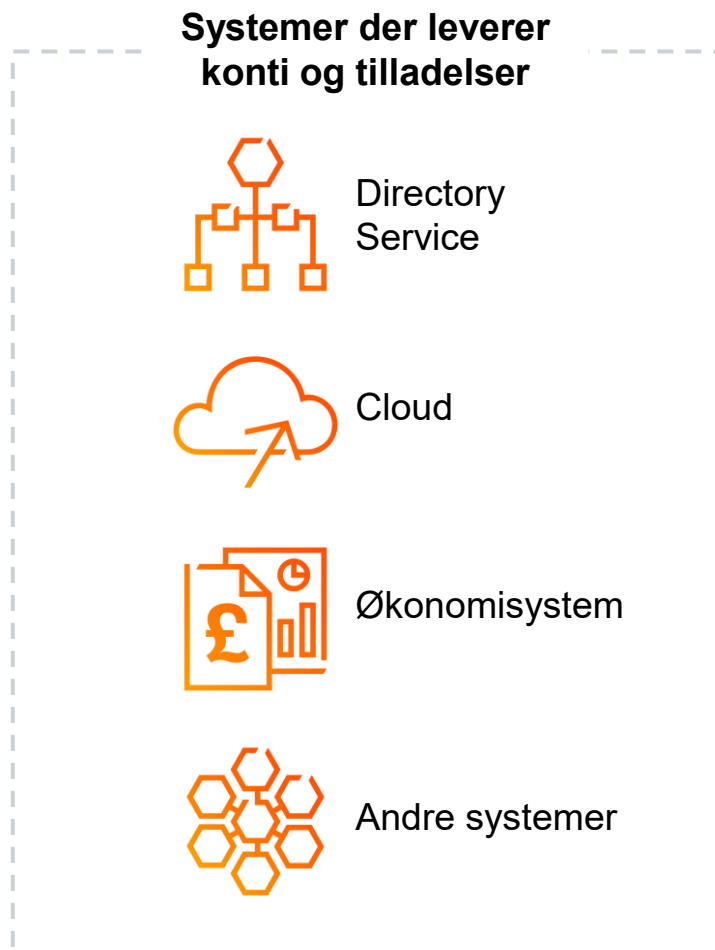 Systemer der leverer
konti og tilladelser
Directory
Service
Cloud
£
Økonomisystem
Andre systemer